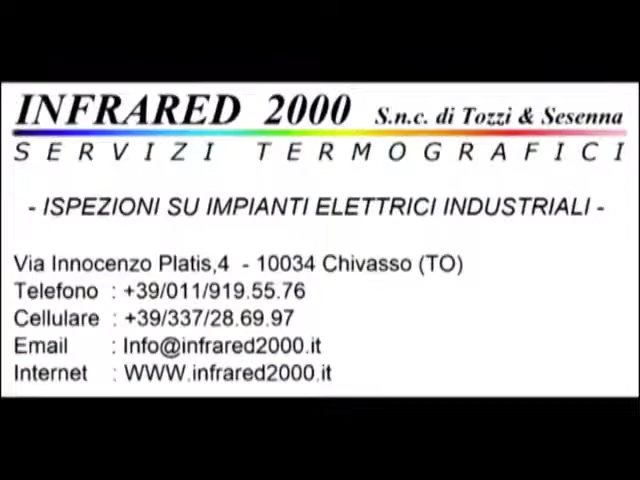 INFRARED 2000 S.n.c. di Tozzi & Sesenna
SERVIZI TERMOGRAFICI
- ISPEZIONI SU IMPIANTI ELETTRICI INDUSTRIALI -
Via Innocenzo Platis,4 - 10034 Chivasso (TO)
Telefono : +39/011/919.55.76
Cellulare : +39/337/28.69.97
Email : Info@infrared2000.it
Internet : WWW.infrared2000.it